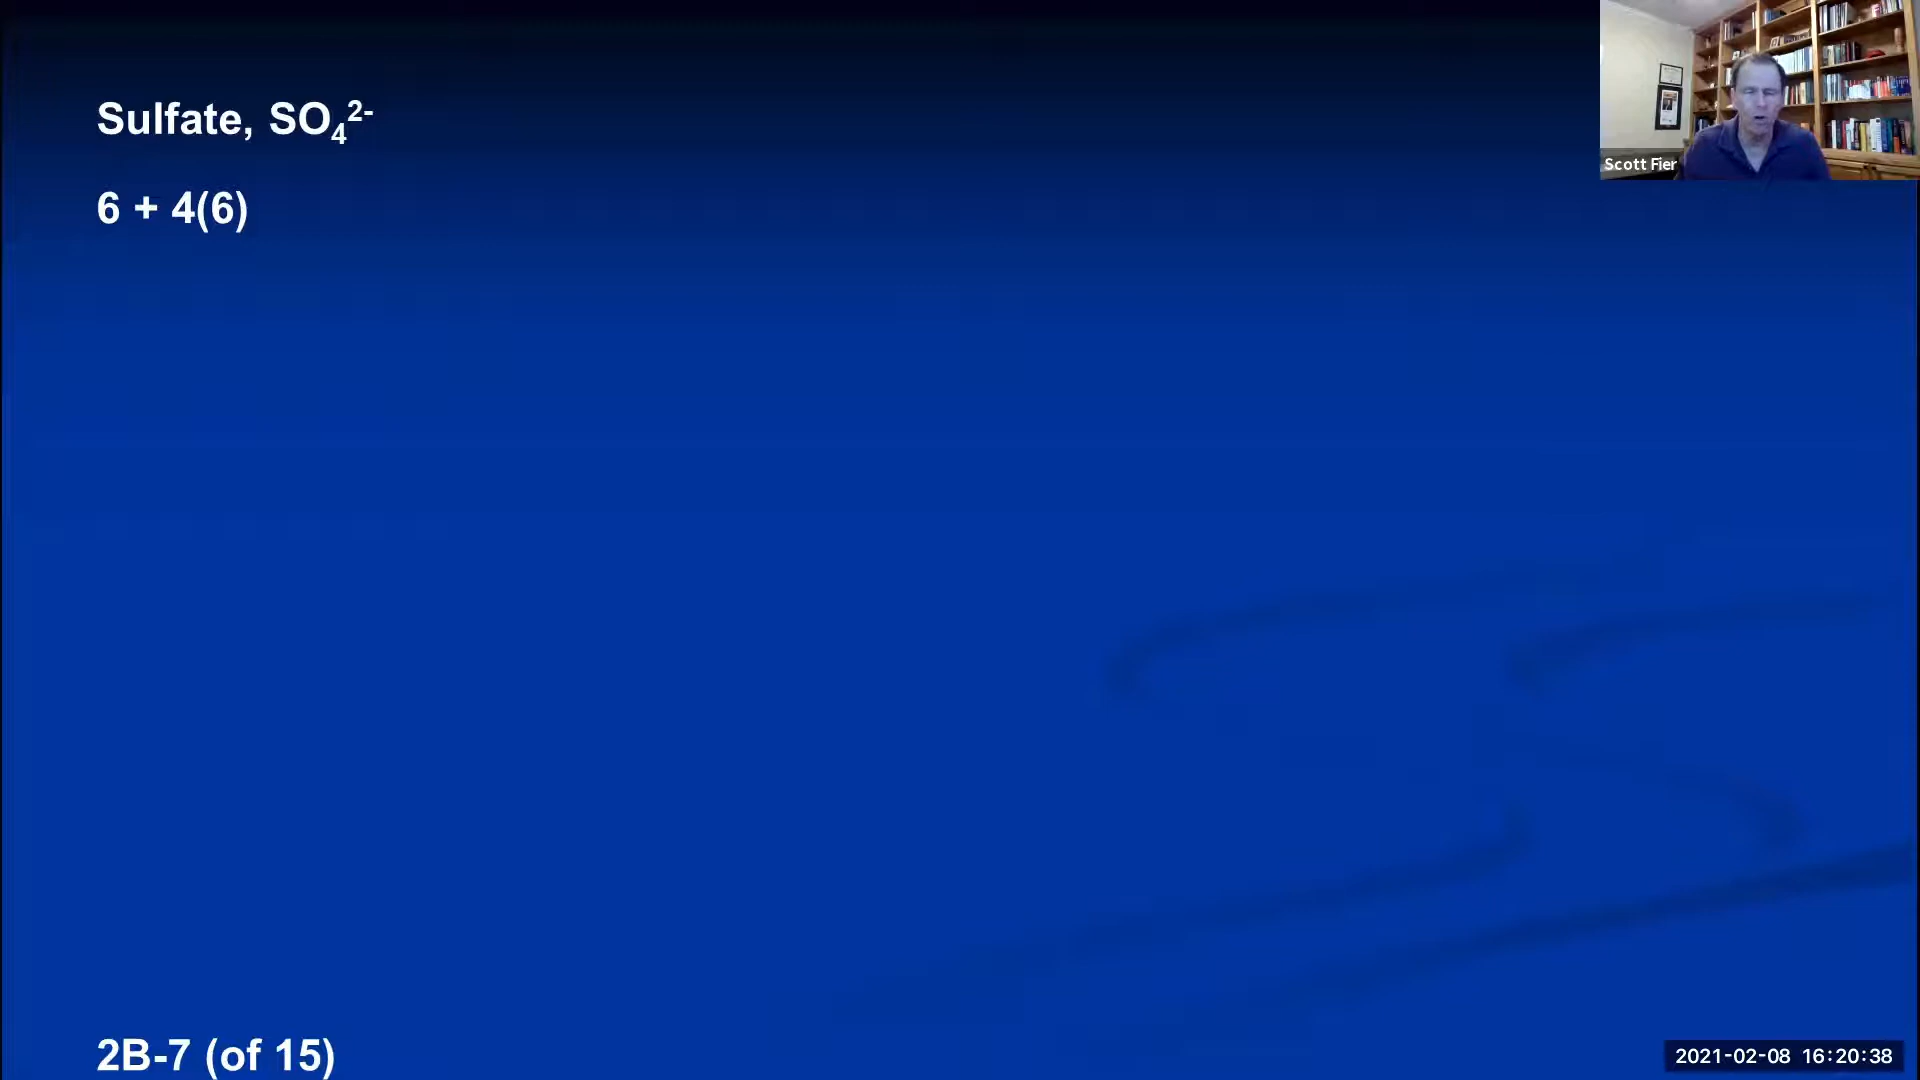 Sulfate, SO₄²⁻
6 + 4(6)
Scott Fier
2B-7 (of 15)
2021-02-08 16:20:38